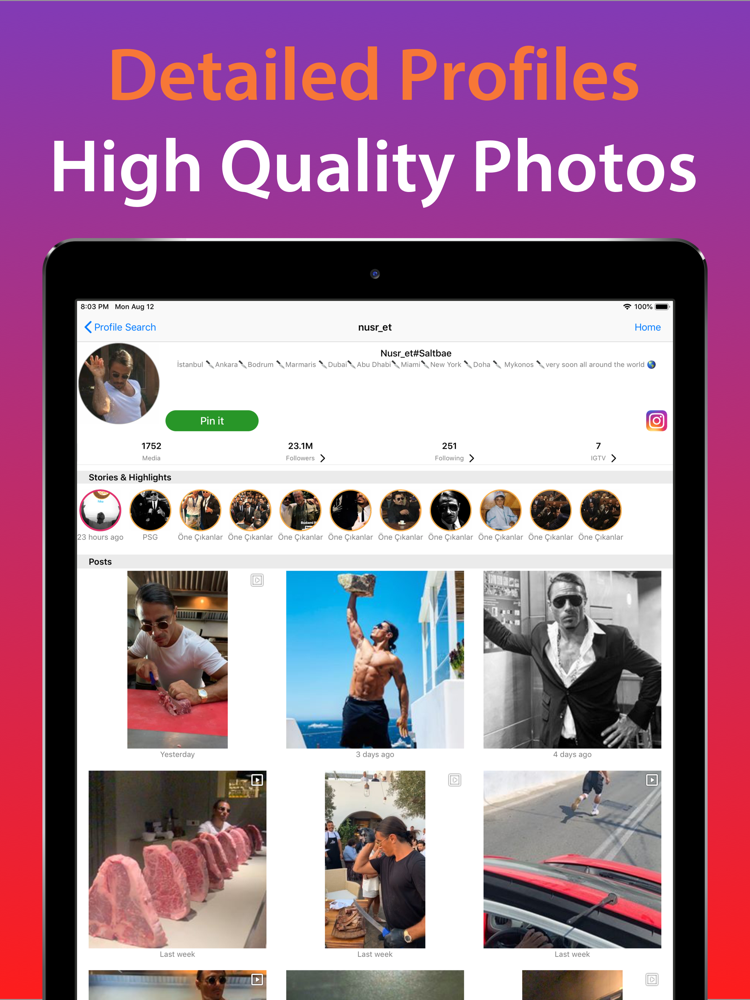 Detailed Profiles
High Quality Photos
8:03 PM Mon Aug 12
100%
Profile Search
nusr_et
Home
Nusr_et#Saltbae
İstanbul 🔪Ankara🔪Bodrum 🔪Marmaris 🔪Dubai🔪Abu Dhabi🔪Miami🔪New York 🔪Doha 🔪 Mykonos 🔪very soon all around the world 🌎
Pin it
1752 23.1M 251 7
Media Followers Following IGTV
Stories & Highlights
23 hours ago PSG Öne Çıkanlar Öne Çıkanlar Öne Çıkanlar Öne Çıkanlar Öne Çıkanlar Öne Çıkanlar Öne Çıkanlar Öne Çıkanlar Öne Çıkanlar
Posts
Yesterday 3 days ago 4 days ago
Last week Last week Last week